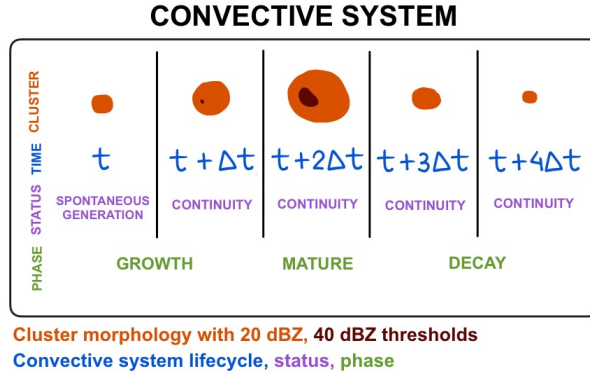 CONVECTIVE SYSTEM
CLUSTER
TIME
t
t + Δt
t+2Δt
t+3Δt
t+4Δt
STATUS
SPONTANEOUS
GENERATION
CONTINUITY
CONTINUITY
CONTINUITY
CONTINUITY
PHASE
GROWTH
MATURE
DECAY
Cluster morphology with 20 dBZ, 40 dBZ thresholds
Convective system lifecycle, status, phase